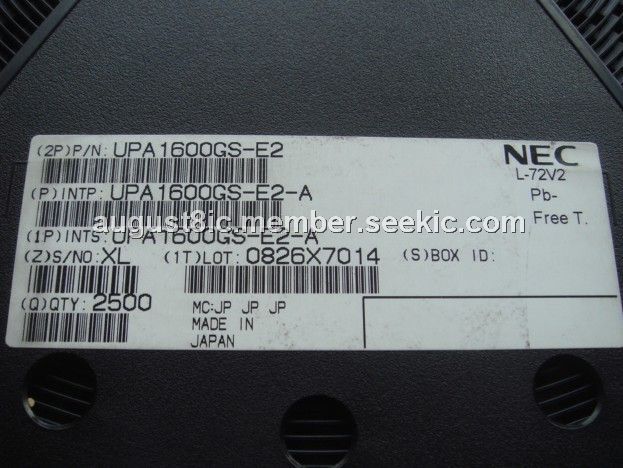 (2P)P/N: UPA1600GS-E2
NEC
L-72V2
(P)INTP: UPA1600GS-E2-A
Pb-
Free T.
august8ic.member.seekic.com
(1P)INTS: UPA1600GS-E2-A
(Z)S/NO: XL (1T)LOT: 0826X7014 (S)BOX ID:
(Q)QTY: 2500
MC:JP JP JP
MADE IN
JAPAN